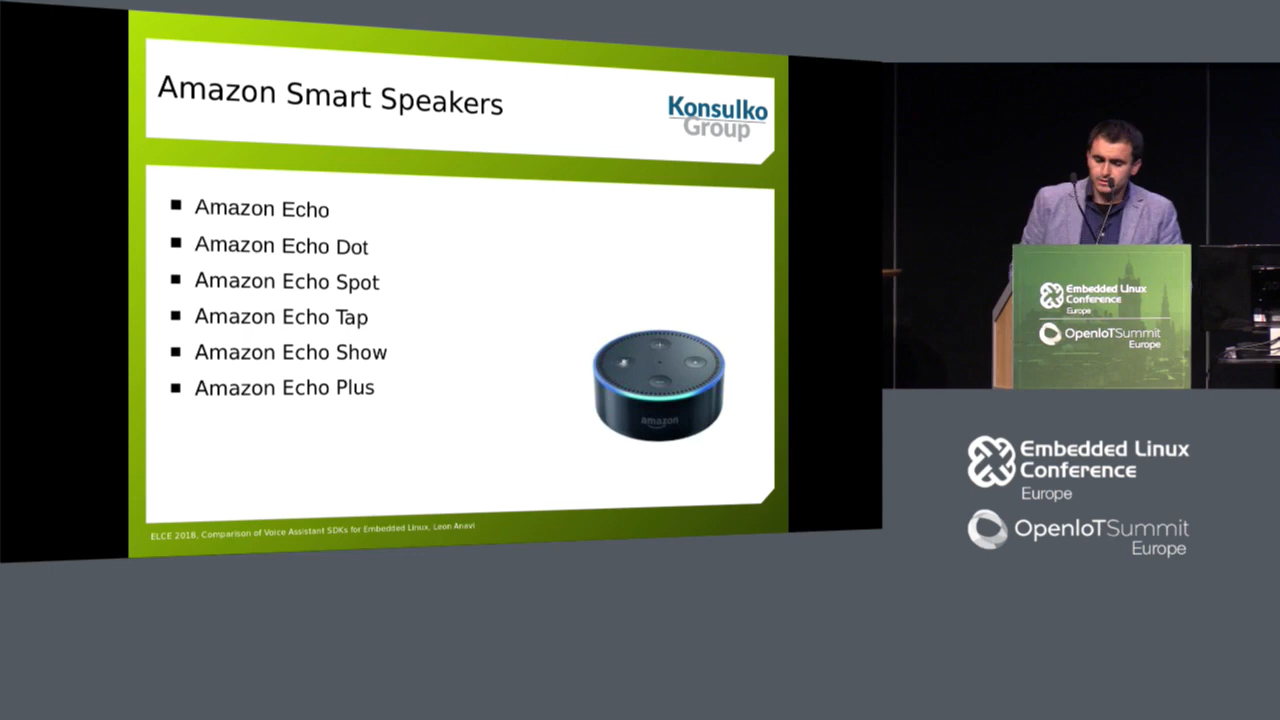 Amazon Smart Speakers
Konsulko
Group
Amazon Echo
Amazon Echo Dot
Amazon Echo Spot
Amazon Echo Tap
Amazon Echo Show
Amazon Echo Plus
amazon
ELCE 2018, Comparison of Voice Assistant SDKs for Embedded Linux, Leon Anavi
Embedded Linux
Conference
Europe
OpenIoTSummit
Europe
Embedded Linux
Conference
Europe
OpenIoTSummit
Europe